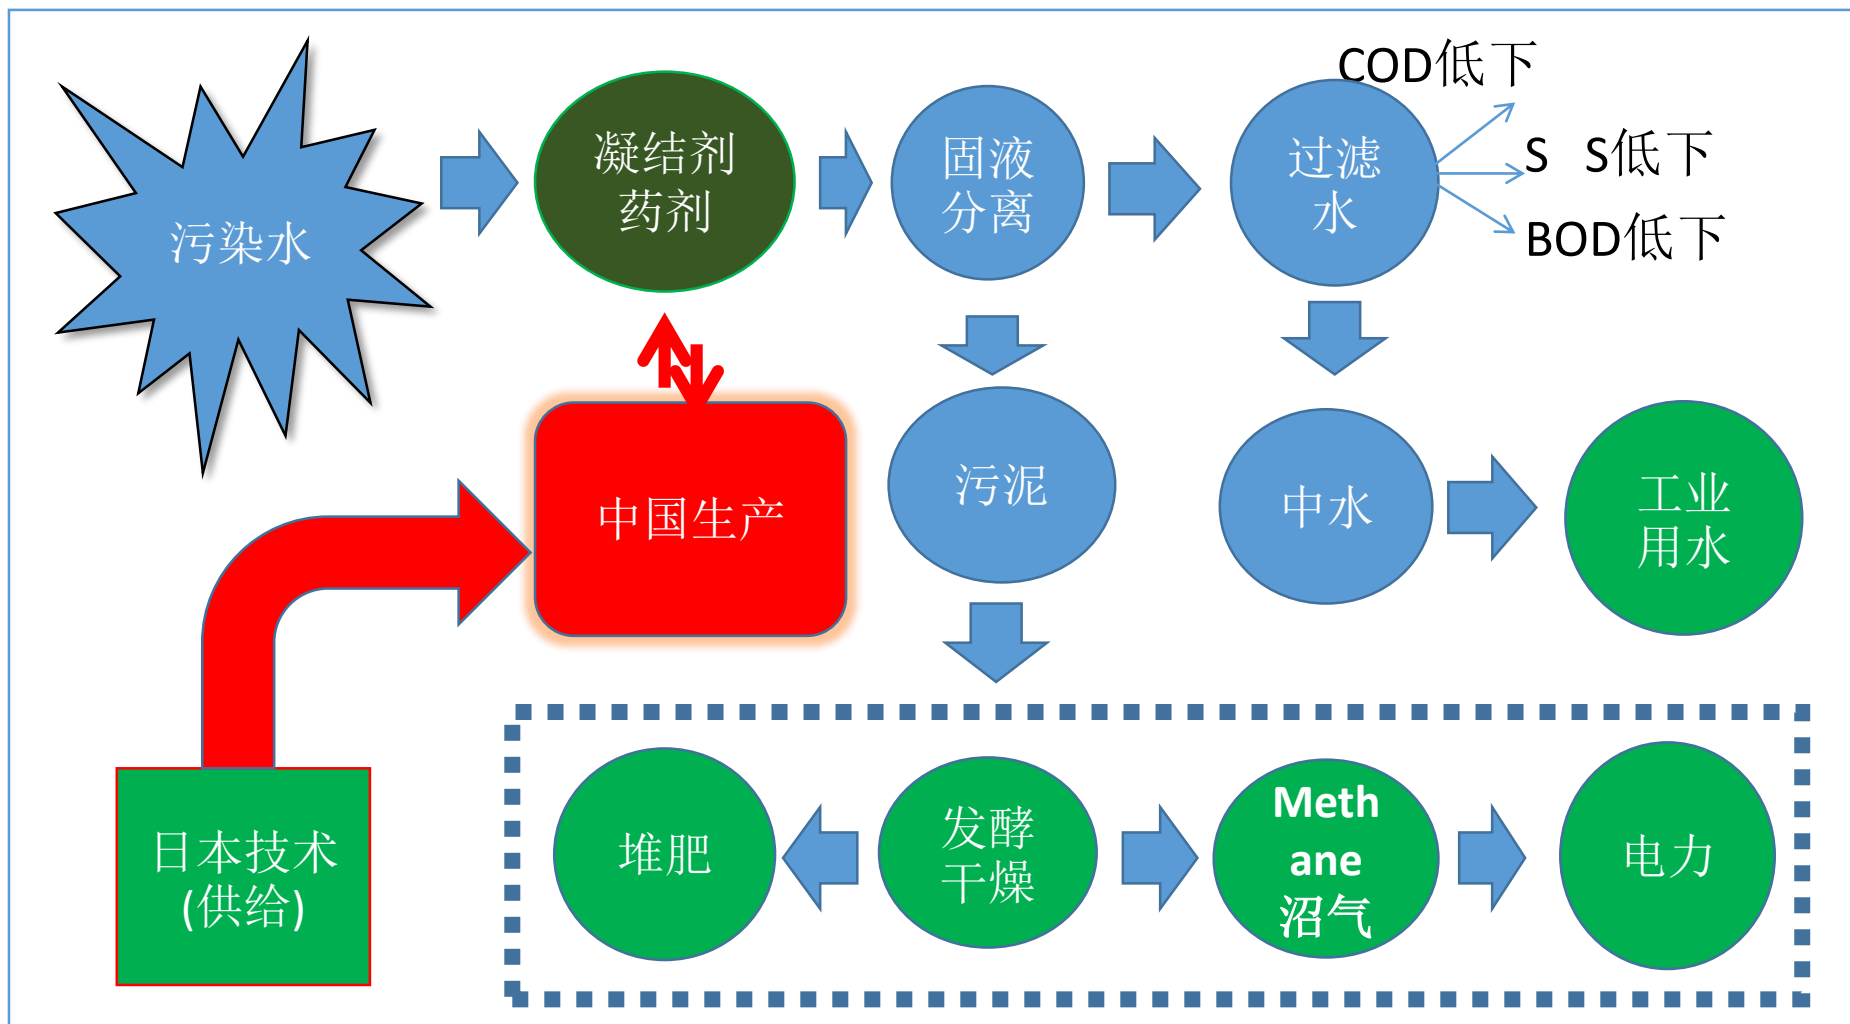 COD低下
污染水
凝结剂
药剂
固液
分离
过滤
水
S   S低下
BOD低下
中国生产
污泥
中水
工业
用水
日本技术
(供给)
堆肥
发酵
干燥
Meth
ane
沼气
电力